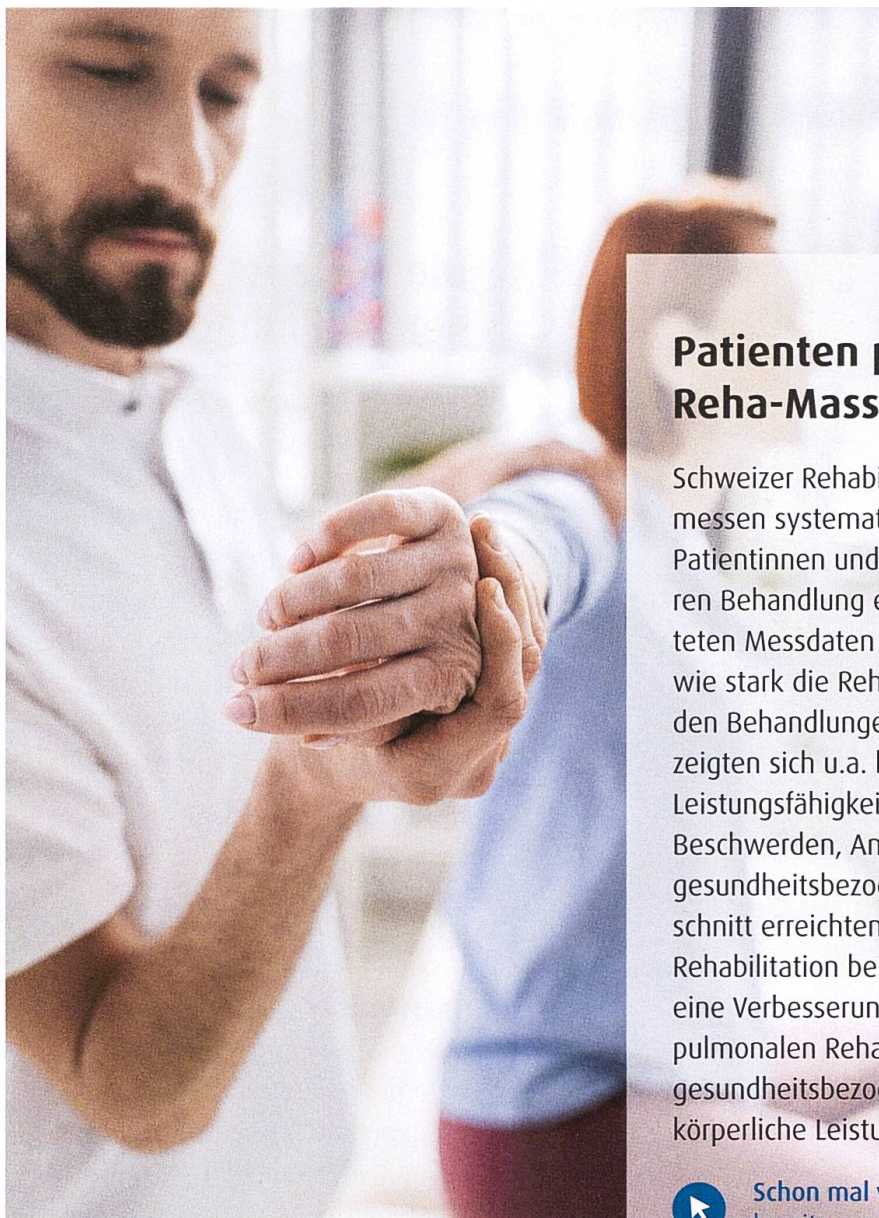 Patienten
Reha-Mass
Schweizer Rehabi
messen systemat
Patientinnen und
ren Behandlung e
teten Messdaten
wie stark die Reh
den Behandlunge
zeigten sich u.a.
Leistungsfähigkei
Beschwerden, An
gesundheitsbezo
schnitt erreichten
Rehabilitation be
eine Verbesserun
pulmonalen Reha
gesundheitsbezo
körperliche Leistu
Schon mal